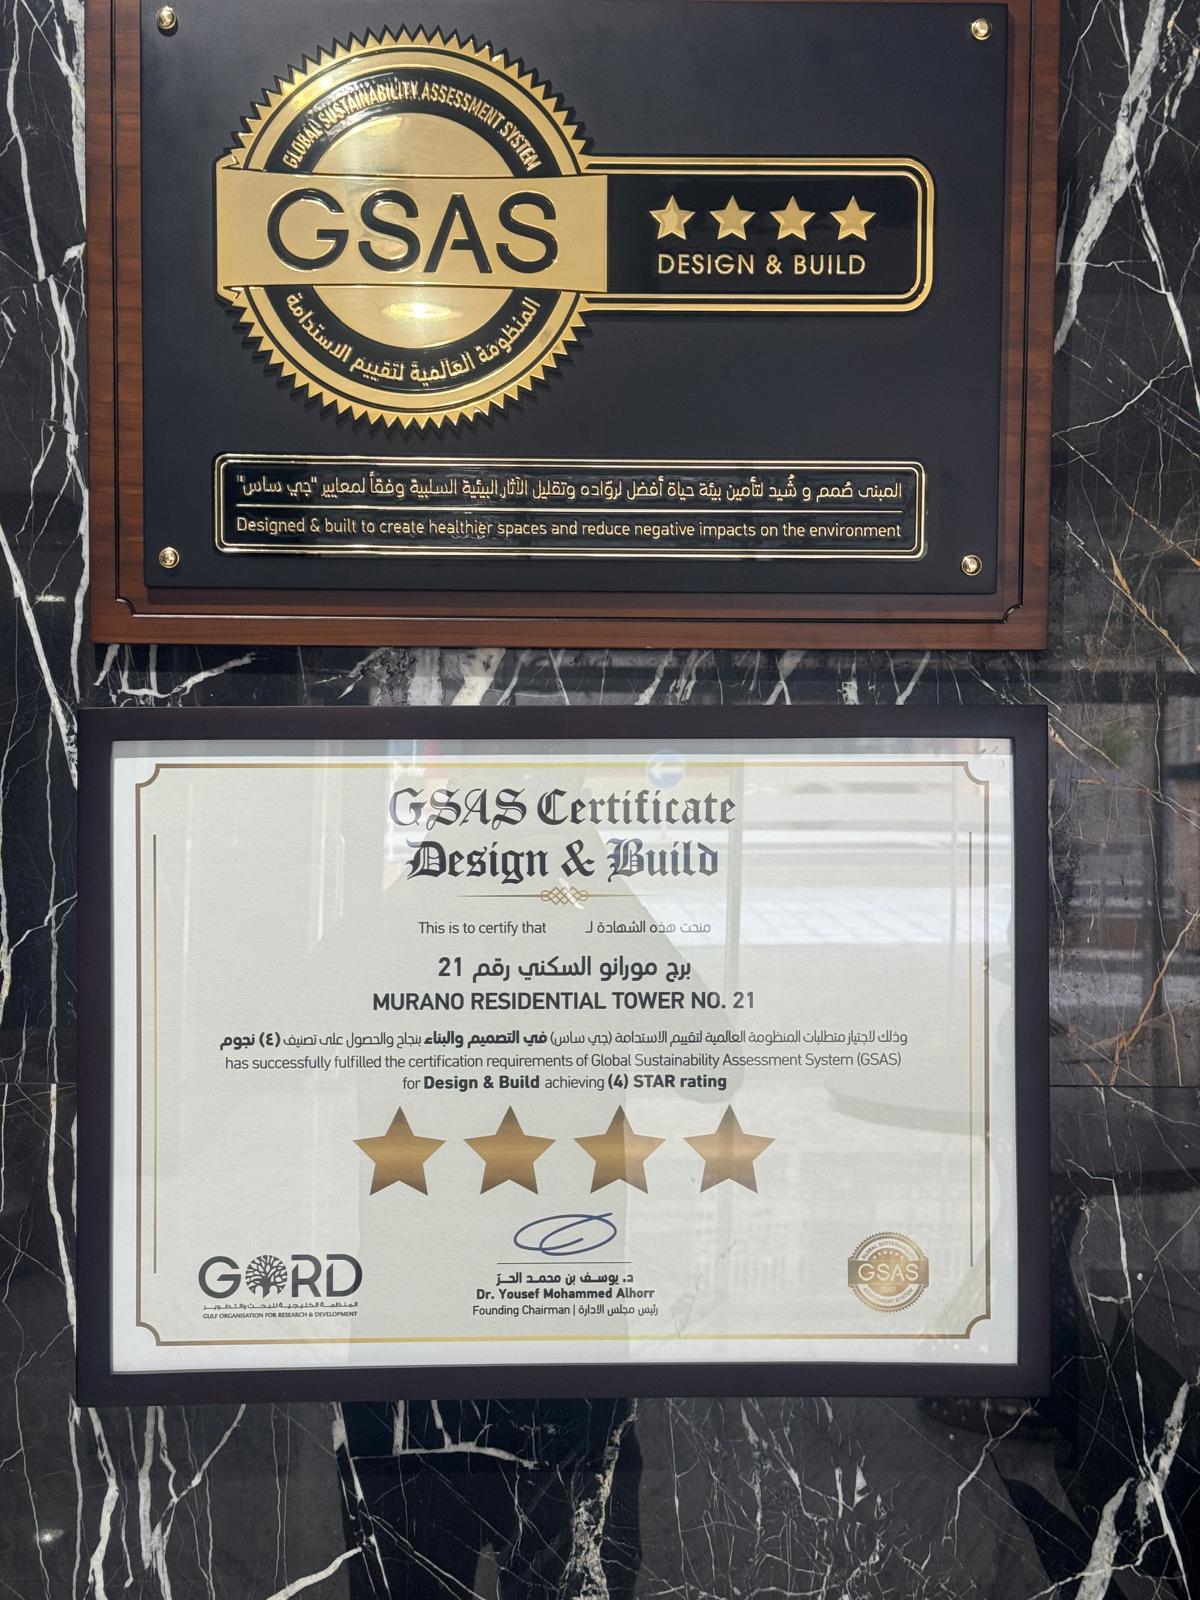 GLOBAL SUSTAINABILITY ASSESSMENT SYSTEM
GSAS
DESIGN & BUILD
المنظومة العالمية لتقييم الاستدامة
المبنى صُمم و شُيد لتأمين بيئة حياة أفضل لروّاده وتقليل الآثار البيئية السلبية وفقاً لمعايير "جي ساس"
Designed & built to create healthier spaces and reduce negative impacts on the environment
GSAS Certificate
Design & Build
This is to certify that منحت هذه الشهادة لـ
برج مورانو السكني رقم 21
MURANO RESIDENTIAL TOWER NO. 21
وذلك لاجتياز متطلبات المنظومة العالمية لتقييم الاستدامة (جي ساس) في التصميم والبناء بنجاح والحصول على تصنيف (٤) نجوم
has successfully fulfilled the certification requirements of Global Sustainability Assessment System (GSAS)
for Design & Build achieving (4) STAR rating
GORD
المنظمة الخليجية للبحث والتطوير
GULF ORGANISATION FOR RESEARCH & DEVELOPMENT
د. يوسف بن محمد الحرّ
Dr. Yousef Mohammed Alhorr
Founding Chairman | رئيس مجلس الادارة
GLOBAL SUSTAINABILITY
GSAS
2007
ASSESSMENT SYSTEM